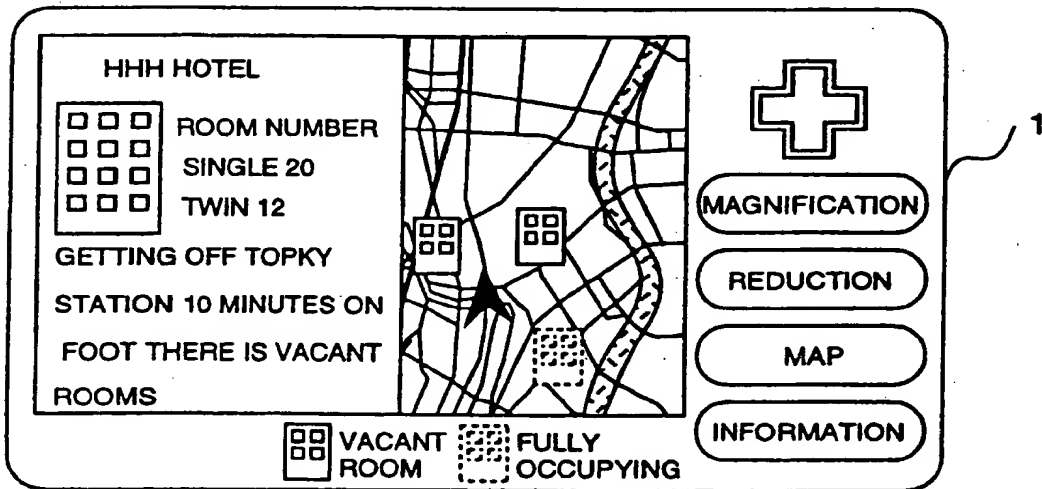 HHH HOTEL
ROOM NUMBER
SINGLE 20
TWIN 12
GETTING OFF TOPKY
STATION 10 MINUTES ON
FOOT THERE IS VACANT
ROOMS
MAGNIFICATION
REDUCTION
MAP
INFORMATION
1
VACANT
ROOM
FULLY
OCCUPYING